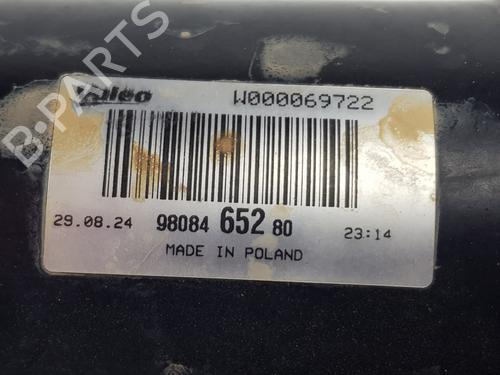 Valeo W000069722
29.08.24 98084 652 80 23:14
MADE IN POLAND
B-PARTS